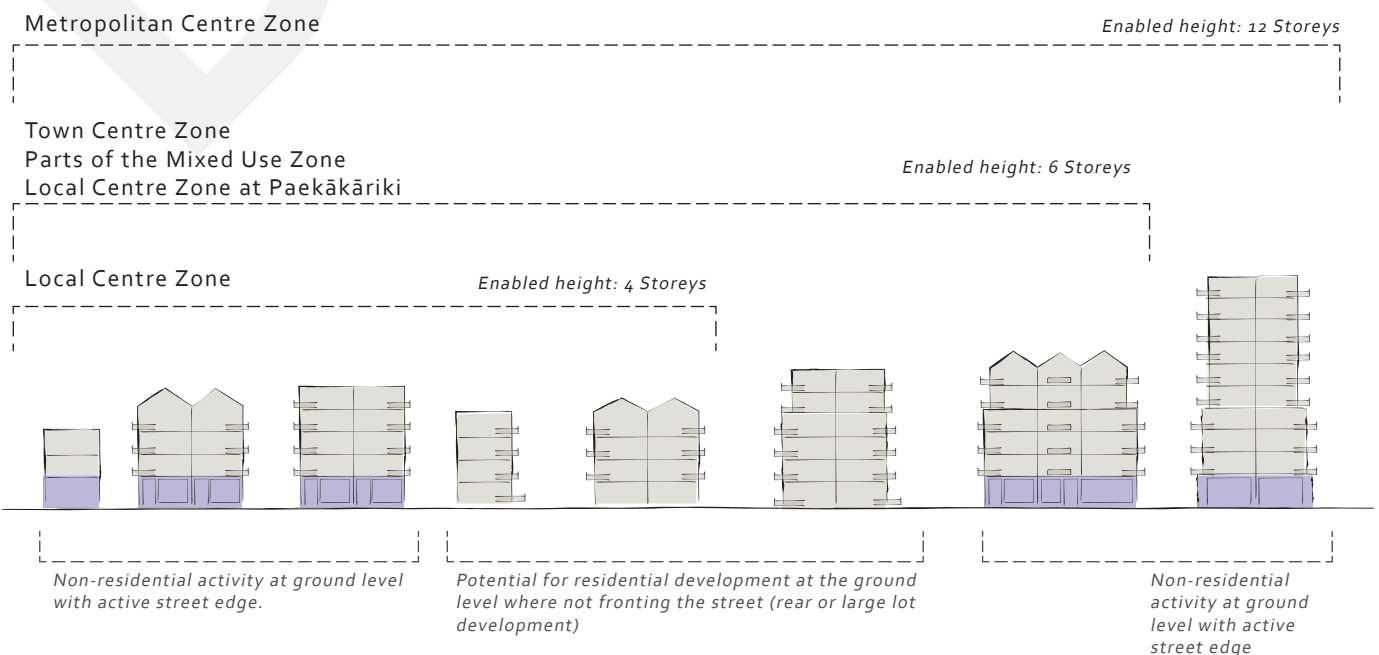 Metropolitan Centre Zone
Enabled height: 12 Storeys
Town Centre Zone
Parts of the Mixed Use Zone
Local Centre Zone at Paekākāriki
Enabled height: 6 Storeys
Local Centre Zone
Enabled height: 4 Storeys
Non-residential activity at ground level
with active street edge.
Potential for residential development at the ground
level where not fronting the street (rear or large lot
development)
Non-residential
activity at ground
level with active
street edge